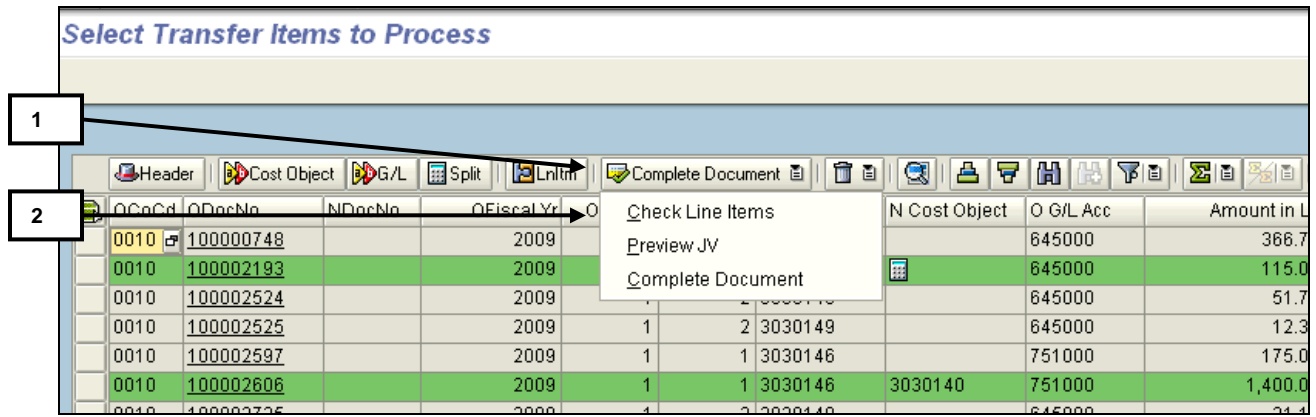 Select Transfer Items to Process
1
Header Cost Object G/L Split LnItm Complete Document
2
OCoCd ODocNo NDocNo OFiscal Yr O N Cost Object O G/L Acc Amount in L
Check Line Items
Preview JV
Complete Document
0010 100000748 2009 645000 366.7
0010 100002193 2009 645000 115.0
0010 100002524 2009 645000 51.7
0010 100002525 2009 1 2 3030149 645000 12.3
0010 100002597 2009 1 1 3030146 751000 175.0
0010 100002606 2009 1 1 3030146 3030140 751000 1,400.0